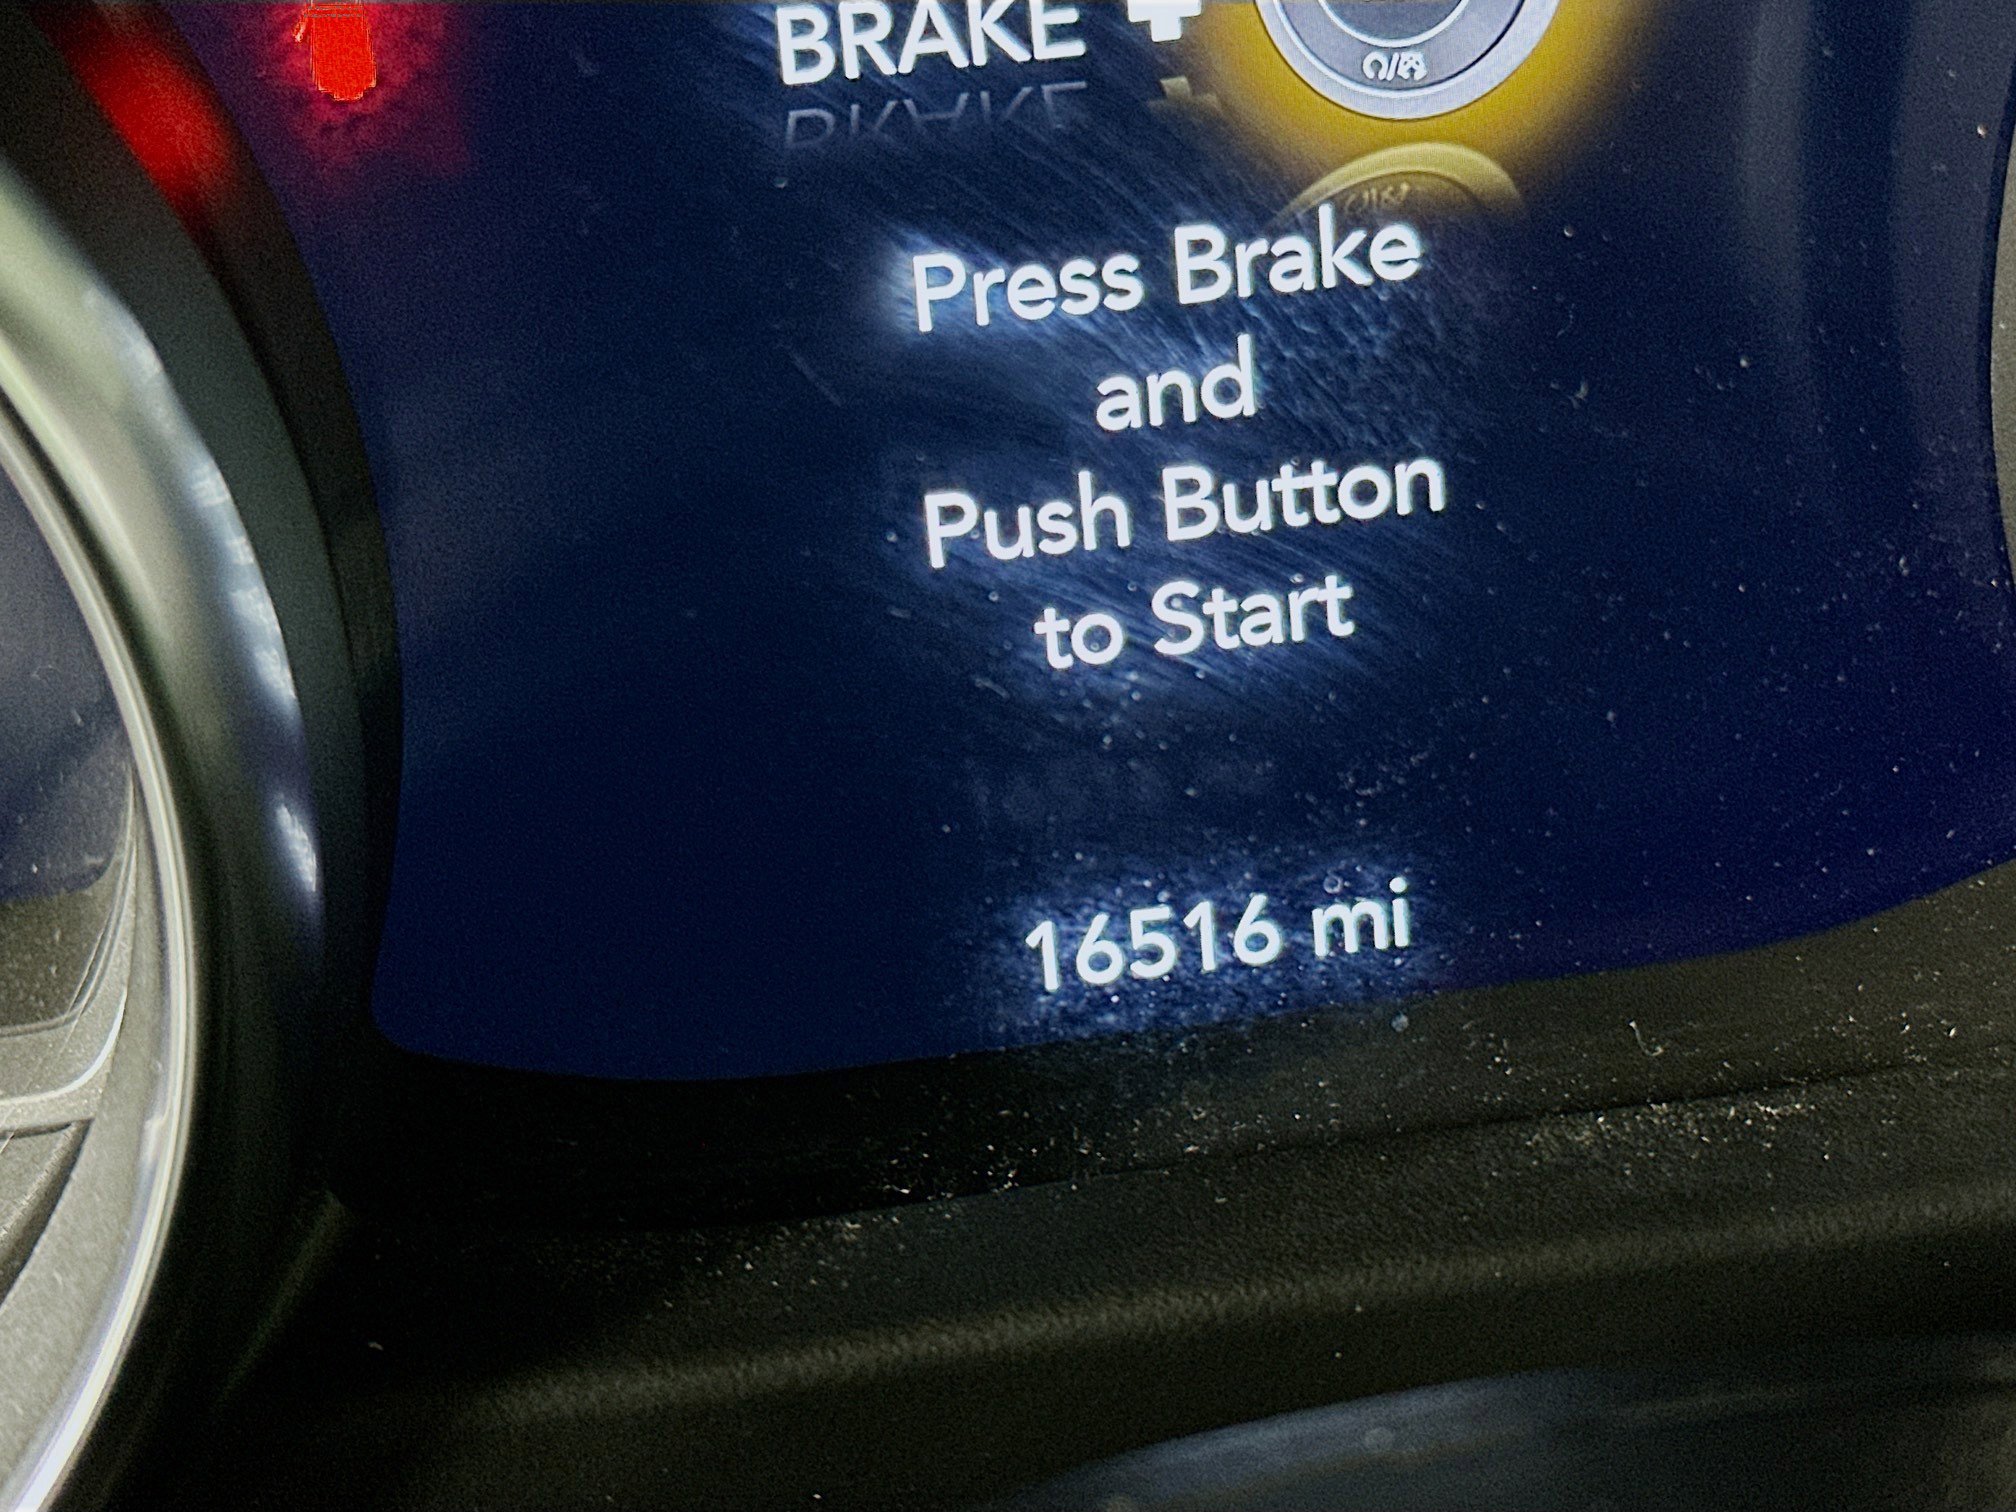 BRAKE +
Press Brake
and
Push Button
to Start
16516 mi